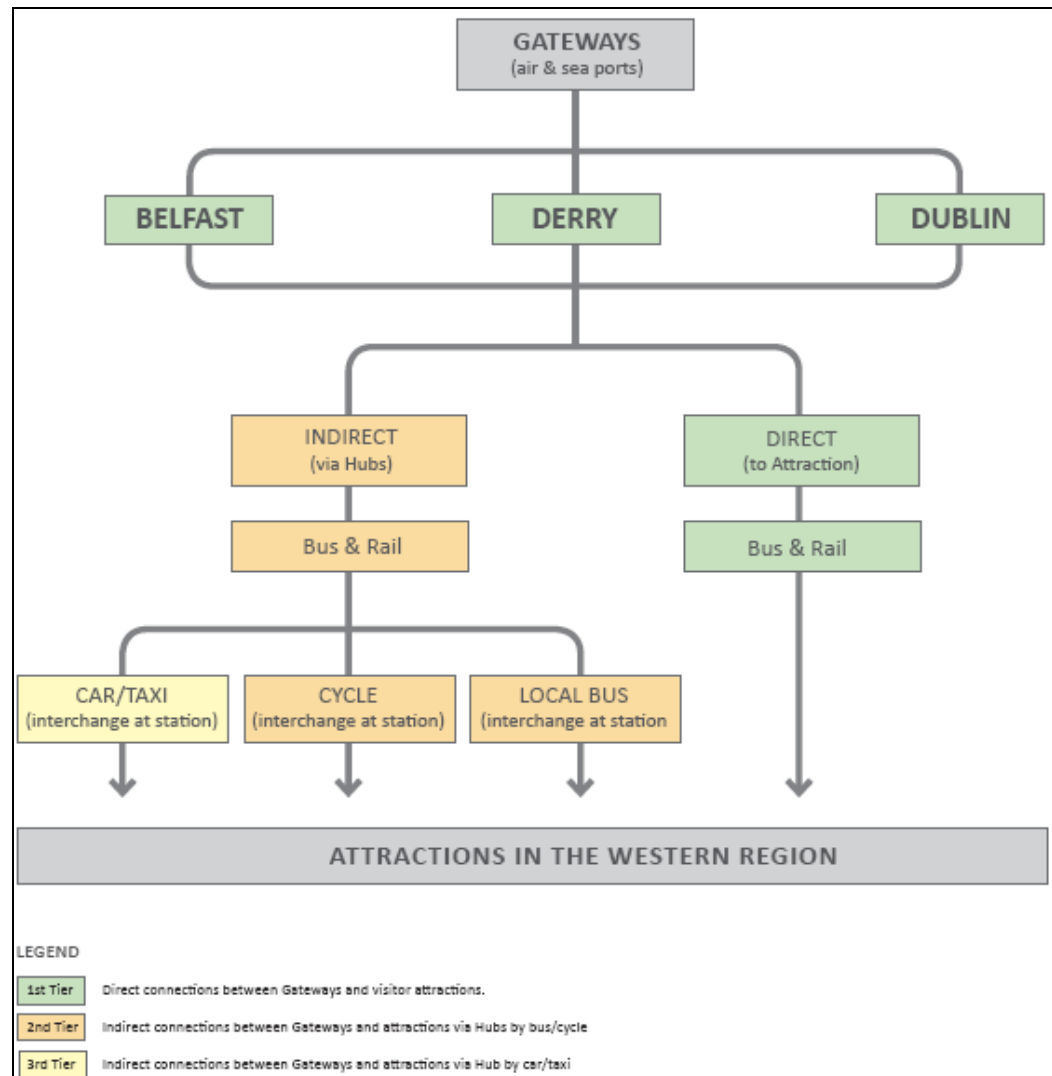 GATEWAYS
(air & sea ports)
BELFAST
DERRY
DUBLIN
INDIRECT
(via Hubs)
DIRECT
(to Attraction)
Bus & Rail
Bus & Rail
CAR/TAXI
(interchange at station)
CYCLE
(interchange at station)
LOCAL BUS
(interchange at station
ATTRACTIONS IN THE WESTERN REGION
LEGEND
1st Tier
Direct connections between Gateways and visitor attractions.
2nd Tier
Indirect connections between Gateways and attractions via Hubs by bus/cycle
3rd Tier
Indirect connections between Gateways and attractions via Hub by car/taxi